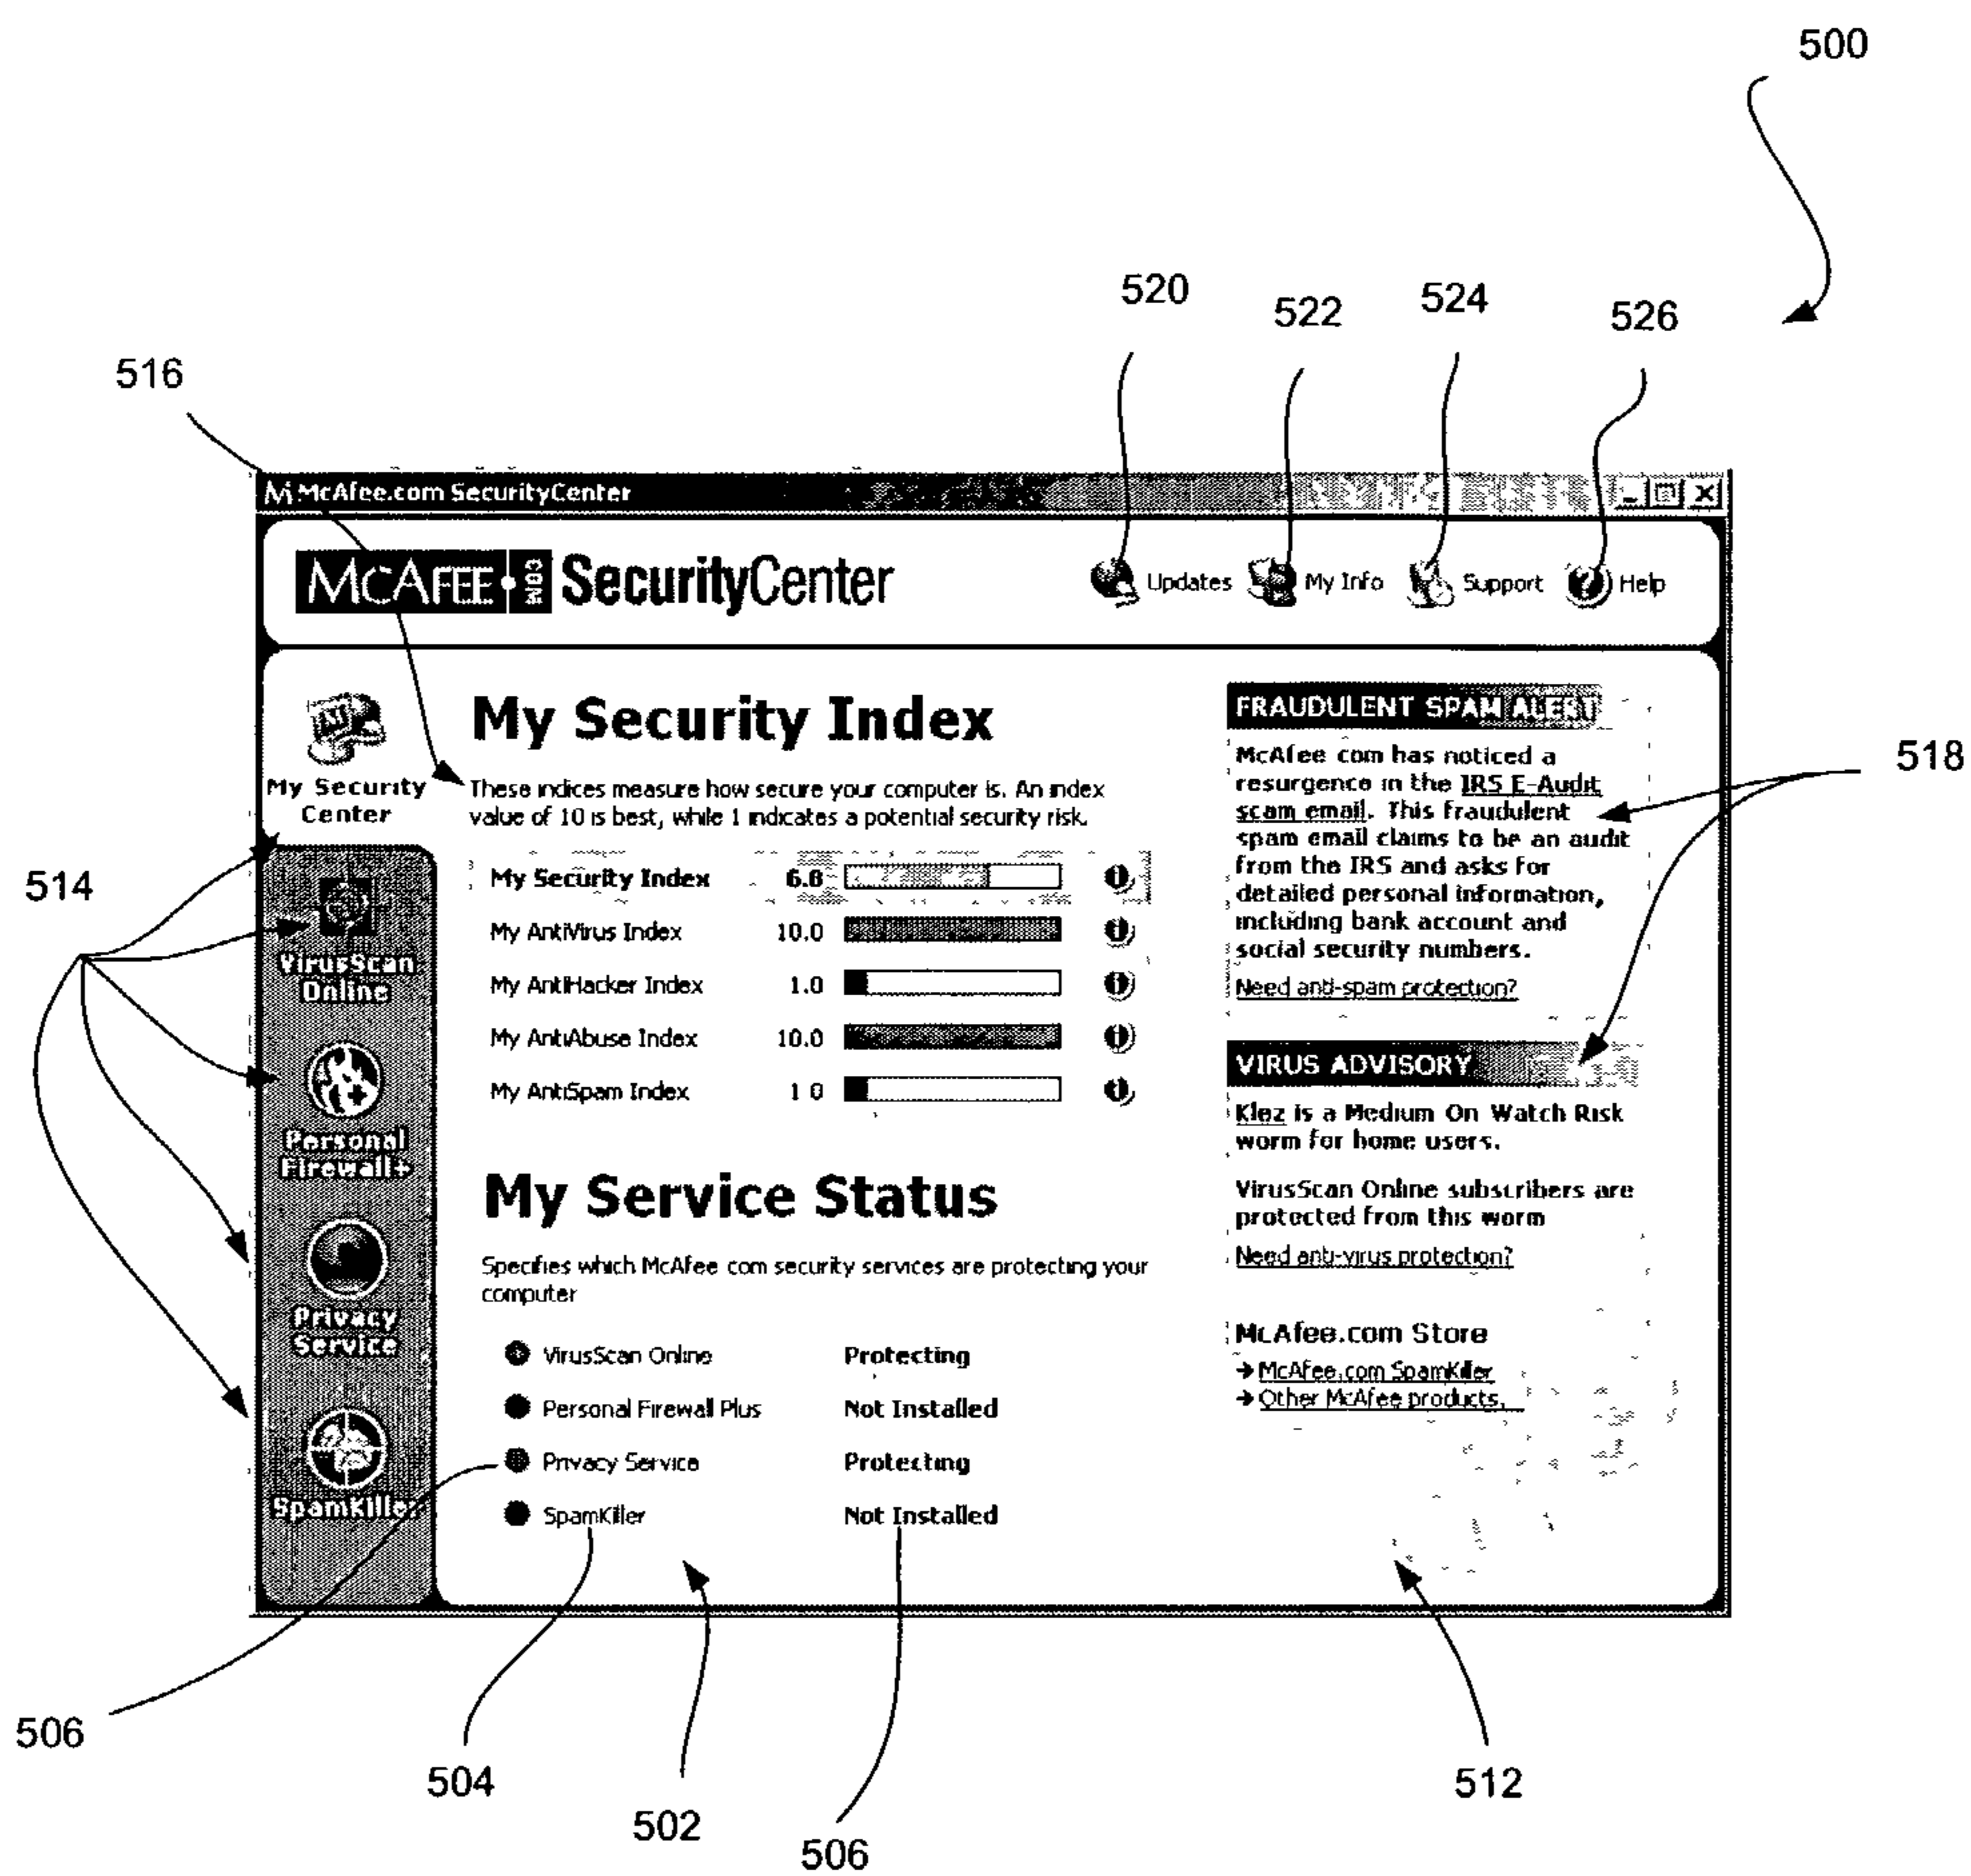 500
520
522
524
526
516
McAfee.com SecurityCenter
McAfee.com SecurityCenter
Updates
My Info
Support
Help
My Security
Center
514
VirusScan
Online
Personal
Firewall+
Privacy
Service
SpamKiller
My Security Index
These indices measure how secure your computer is. An index
value of 10 is best, while 1 indicates a potential security risk.
My Security Index
My AntiVirus Index 10.0
My AntiHacker Index 1.0
My AntiAbuse Index 10.0
My AntiSpam Index 1 0
My Service Status
Specifies which McAfee com security services are protecting your
computer
VirusScan Online Protecting
Personal Firewall Plus Not Installed
Privacy Service Protecting
SpamKiller Not Installed
FRAUDULENT SPAM ALERT
McAfee com has noticed a
resurgence in the IRS E-Audit
scam email. This fraudulent
spam email claims to be an audit
from the IRS and asks for
detailed personal information,
including bank account and
social security numbers.
Need anti-spam protection?
518
VIRUS ADVISORY
Klez is a Medium On Watch Risk
worm for home users.
VirusScan Online subscribers are
protected from this worm
Need anti-virus protection?
McAfee.com Store
McAfee.com SpamKiller
Other McAfee products...
506
504
502
506
512